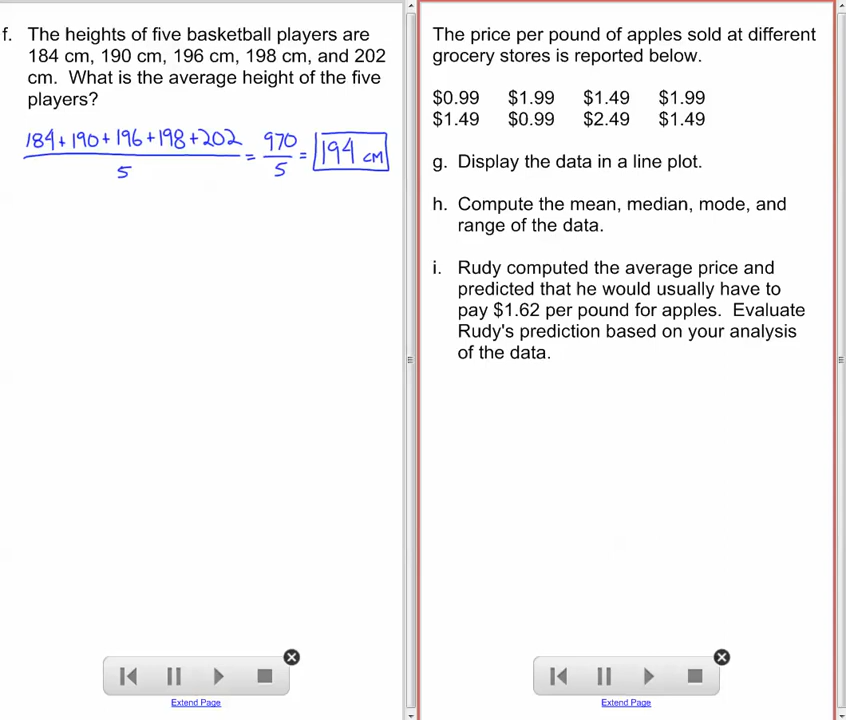 f. The heights of five basketball players are
184 cm, 190 cm, 196 cm, 198 cm, and 202
cm. What is the average height of the five
players?
184+190+196+198+202 = 970 = 194 cm
5 5
Extend Page
The price per pound of apples sold at different
grocery stores is reported below.
$0.99 $1.99 $1.49 $1.99
$1.49 $0.99 $2.49 $1.49
g. Display the data in a line plot.
h. Compute the mean, median, mode, and
range of the data.
i. Rudy computed the average price and
predicted that he would usually have to
pay $1.62 per pound for apples. Evaluate
Rudy's prediction based on your analysis
of the data.
Extend Page